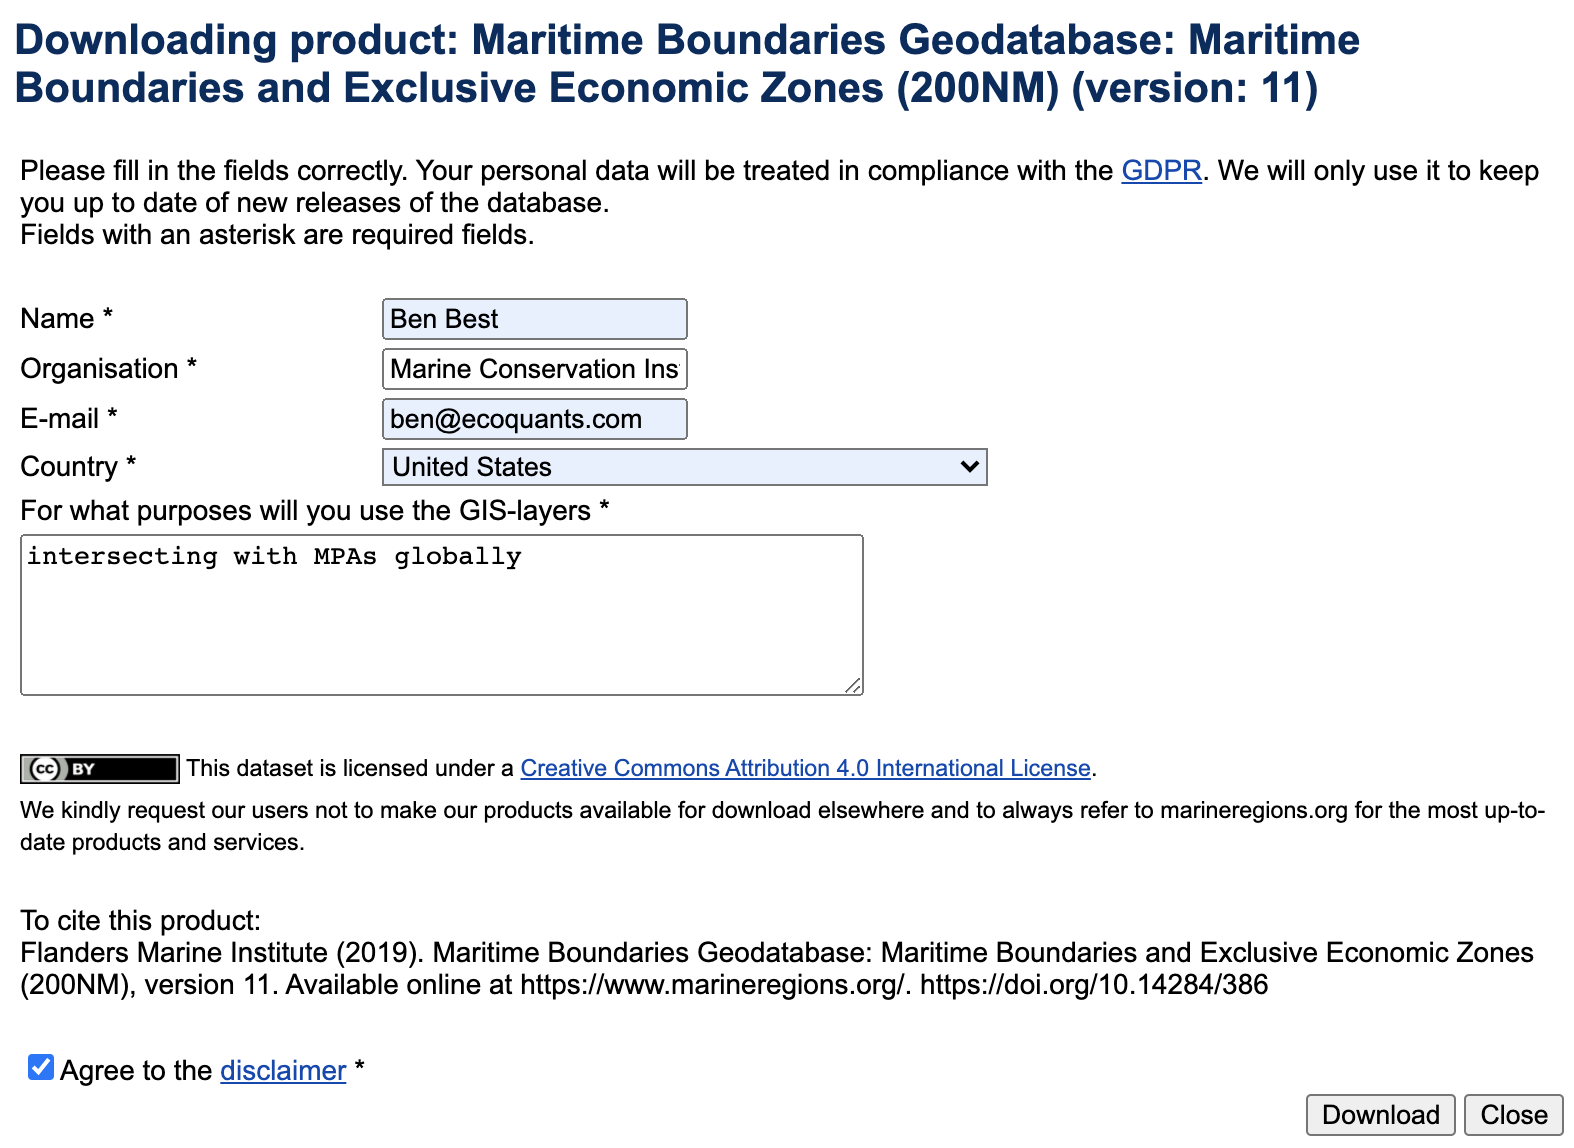 Downloading product: Maritime Boundaries Geodatabase: Maritime
Boundaries and Exclusive Economic Zones (200NM) (version: 11)
Please fill in the fields correctly. Your personal data will be treated in compliance with the GDPR. We will only use it to keep
you up to date of new releases of the database.
Fields with an asterisk are required fields.
Name * Ben Best
Organisation * Marine Conservation Ins
E-mail * ben@ecoquants.com
Country * United States
For what purposes will you use the GIS-layers *
intersecting with MPAs globally
cc BY This dataset is licensed under a Creative Commons Attribution 4.0 International License.
We kindly request our users not to make our products available for download elsewhere and to always refer to marineregions.org for the most up-to-
date products and services.
To cite this product:
Flanders Marine Institute (2019). Maritime Boundaries Geodatabase: Maritime Boundaries and Exclusive Economic Zones
(200NM), version 11. Available online at https://www.marineregions.org/. https://doi.org/10.14284/386
Agree to the disclaimer *
Download Close